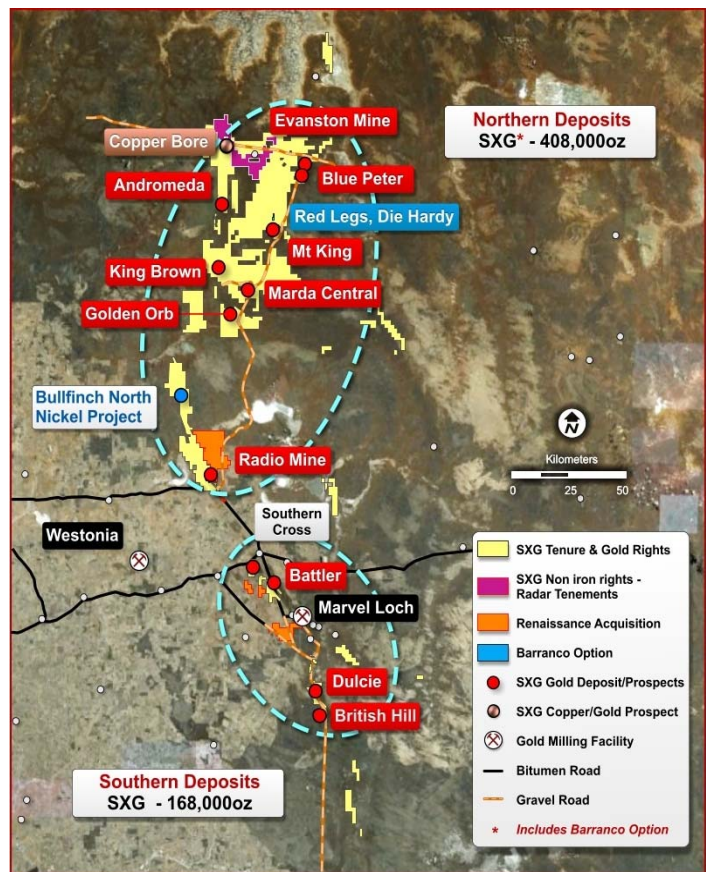 Northern Deposits
SXG* - 408,000oz
Evanston Mine
Copper Bore
Blue Peter
Andromeda
Red Legs, Die Hardy
Mt King
King Brown
Marda Central
Golden Orb
Bullfinch North
Nickel Project
N
Kilometers
0 25 50
Radio Mine
Southern
Cross
Westonia
Battler
Marvel Loch
Dulcie
British Hill
Southern Deposits
SXG - 168,000oz
SXG Tenure & Gold Rights
SXG Non iron rights -
Radar Tenements
Renaissance Acquisition
Barranco Option
SXG Gold Deposit/Prospects
SXG Copper/Gold Prospect
Gold Milling Facility
Bitumen Road
Gravel Road
* Includes Barranco Option